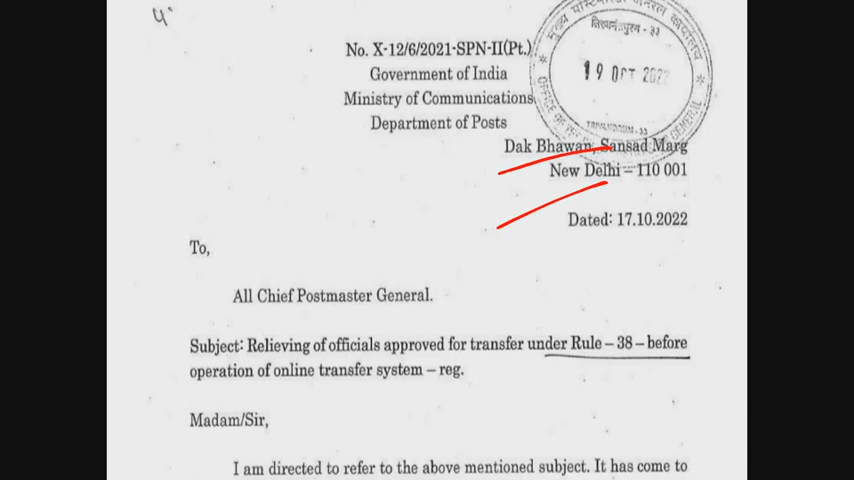 No. X-12/6/2021-SPN-II(Pt.)
Government of India
Ministry of Communications
Department of Posts
19 OCT 2022
Dak Bhawan, Sansad Marg
New Delhi – 110 001
Dated: 17.10.2022
To,
All Chief Postmaster General.
Subject: Relieving of officials approved for transfer under Rule – 38 – before
operation of online transfer system – reg.
Madam/Sir,
I am directed to refer to the above mentioned subject. It has come to